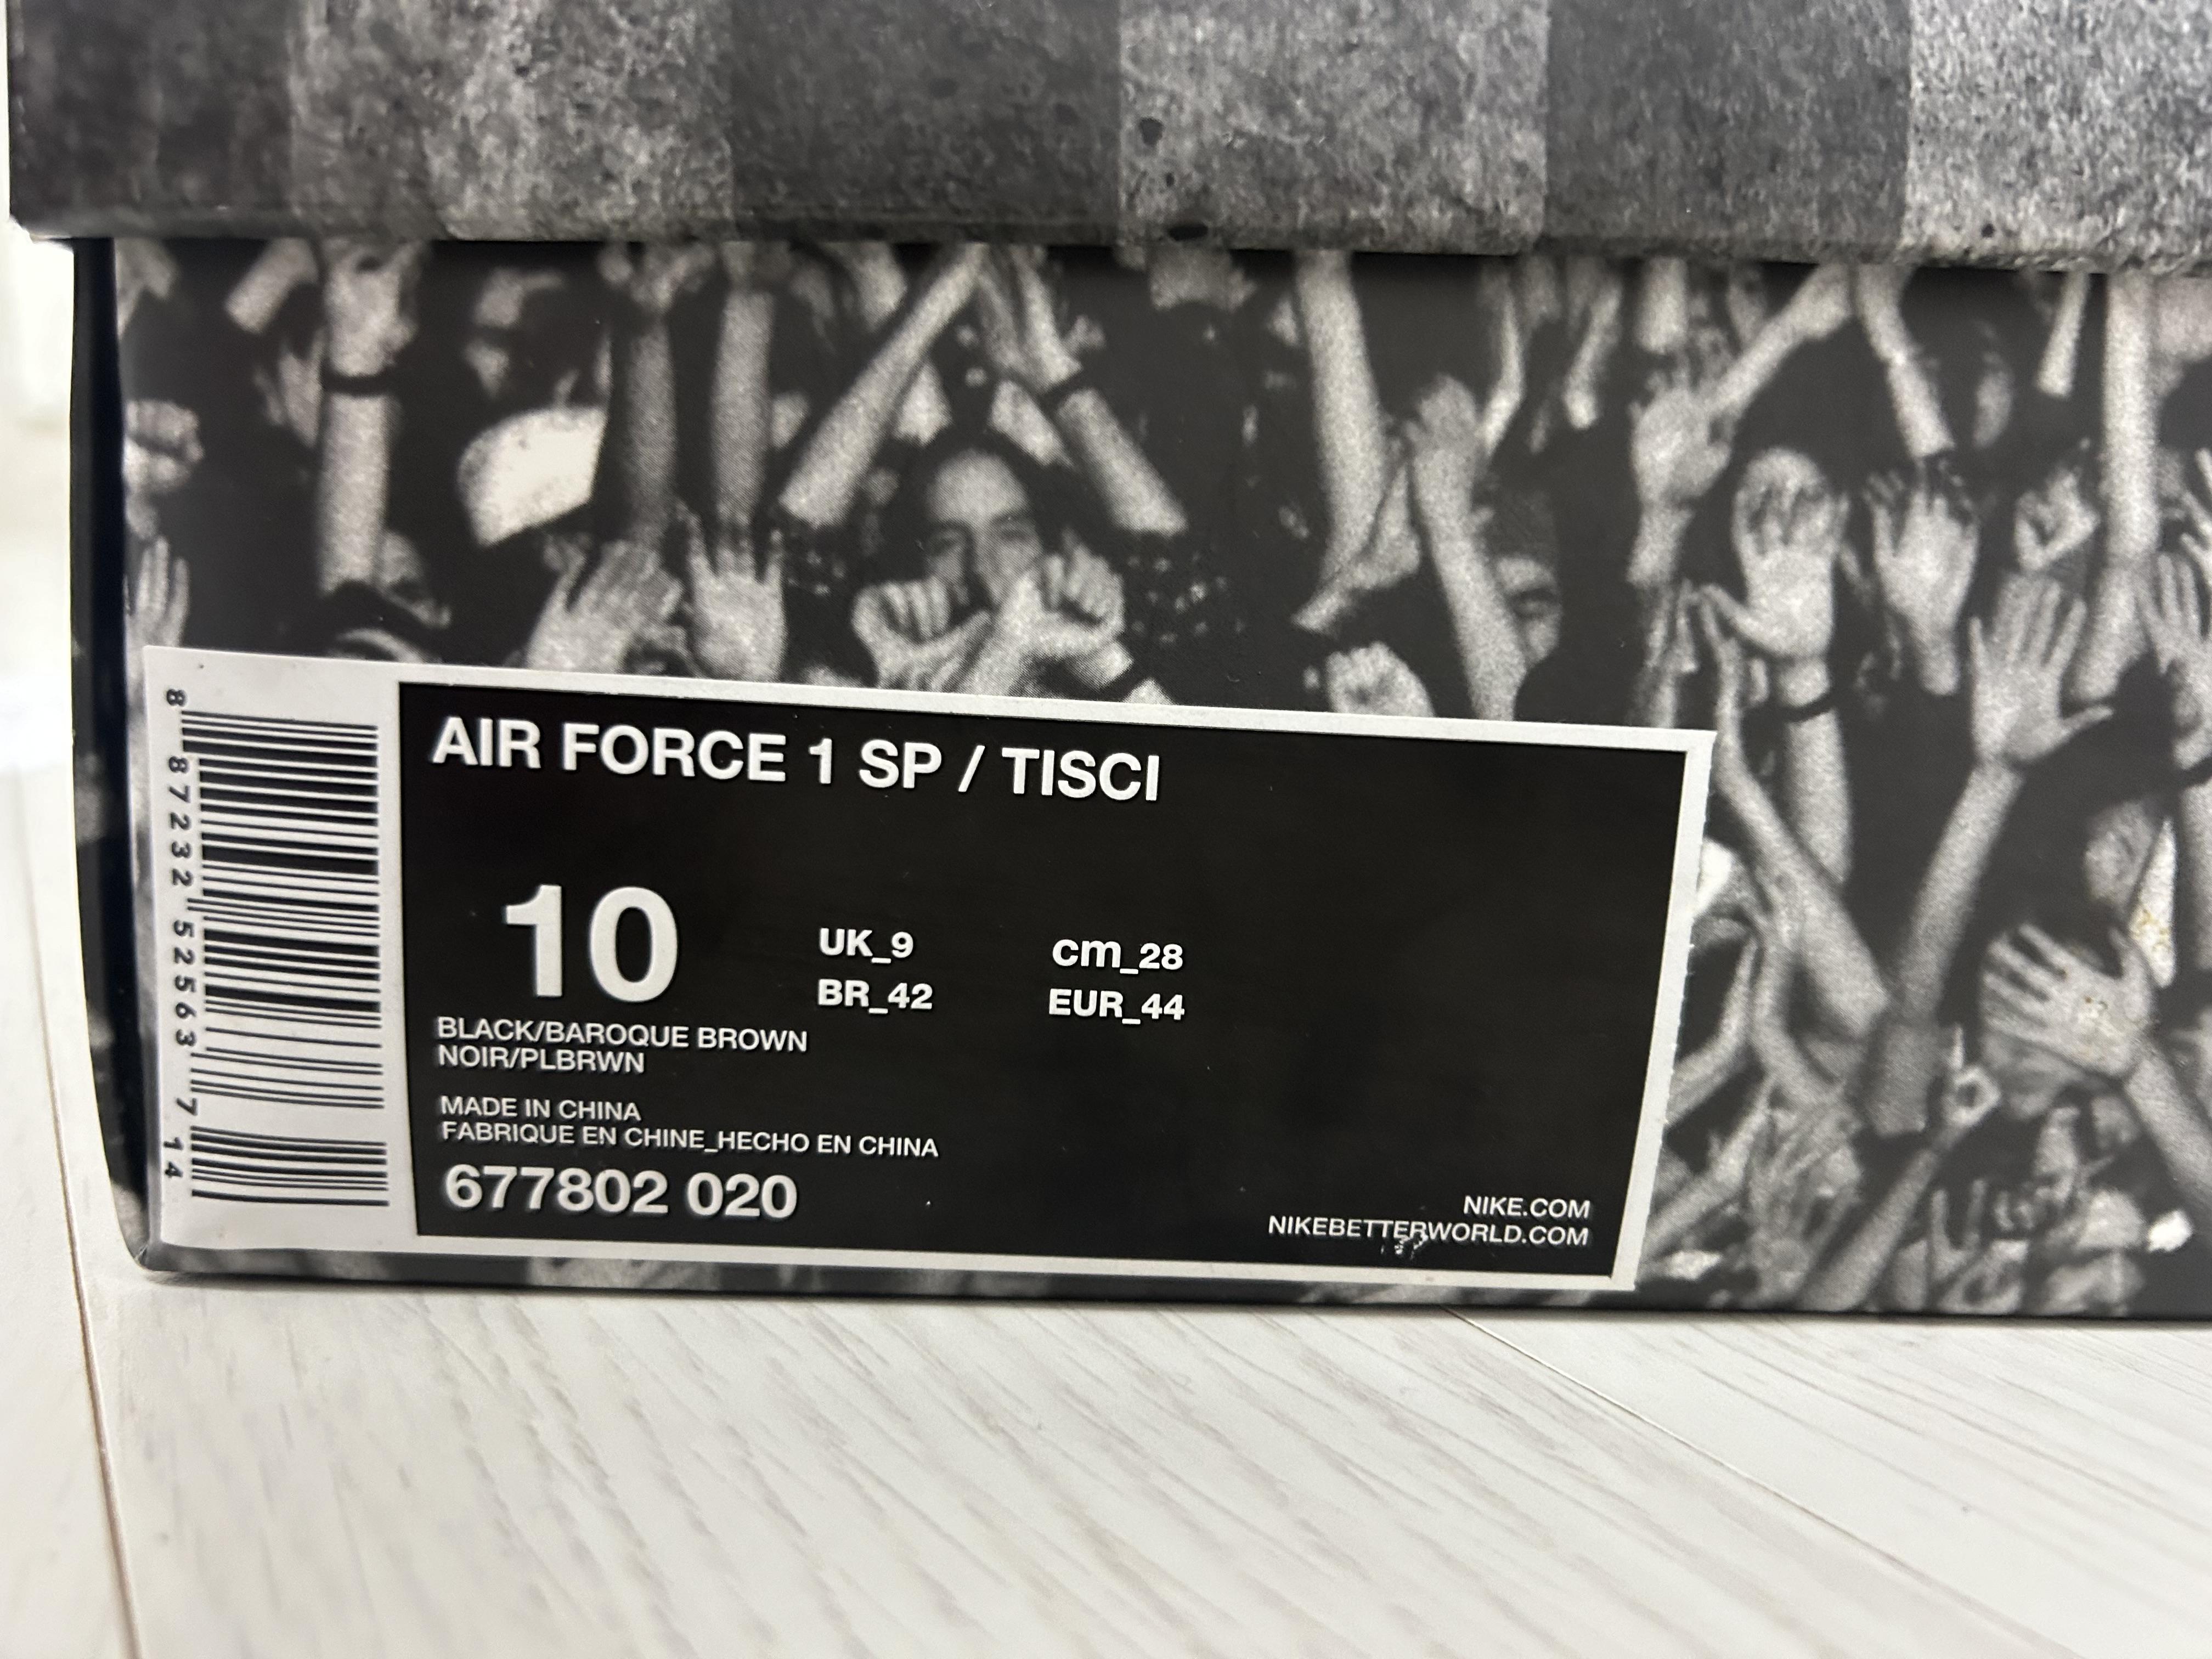 8 87232 52563 7 14
AIR FORCE 1 SP / TISCI
10
UK_9 cm_28
BR_42 EUR_44
BLACK/BAROQUE BROWN
NOIR/PLBRWN
MADE IN CHINA
FABRIQUE EN CHINE_HECHO EN CHINA
677802 020
NIKE.COM
NIKEBETTERWORLD.COM